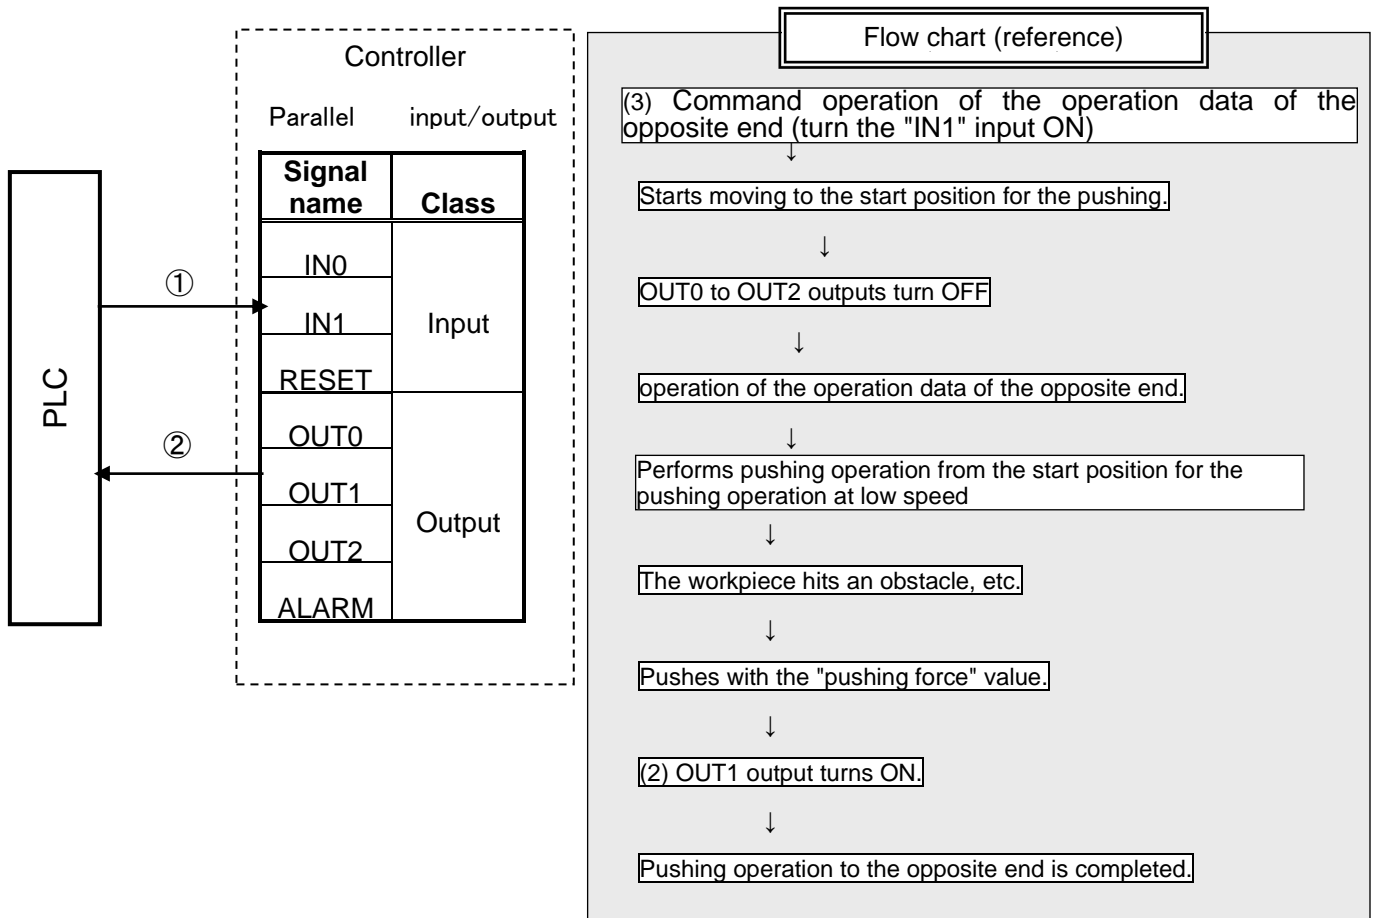 Controller
Parallel input/output
Signal name
Class
IN0
IN1
RESET
Input
OUT0
OUT1
OUT2
ALARM
Output
PLC
①
②
Flow chart (reference)
(3) Command operation of the operation data of the
opposite end (turn the "IN1" input ON)
↓
Starts moving to the start position for the pushing.
↓
OUT0 to OUT2 outputs turn OFF
↓
operation of the operation data of the opposite end.
↓
Performs pushing operation from the start position for the
pushing operation at low speed
↓
The workpiece hits an obstacle, etc.
↓
Pushes with the "pushing force" value.
↓
(2) OUT1 output turns ON.
↓
Pushing operation to the opposite end is completed.